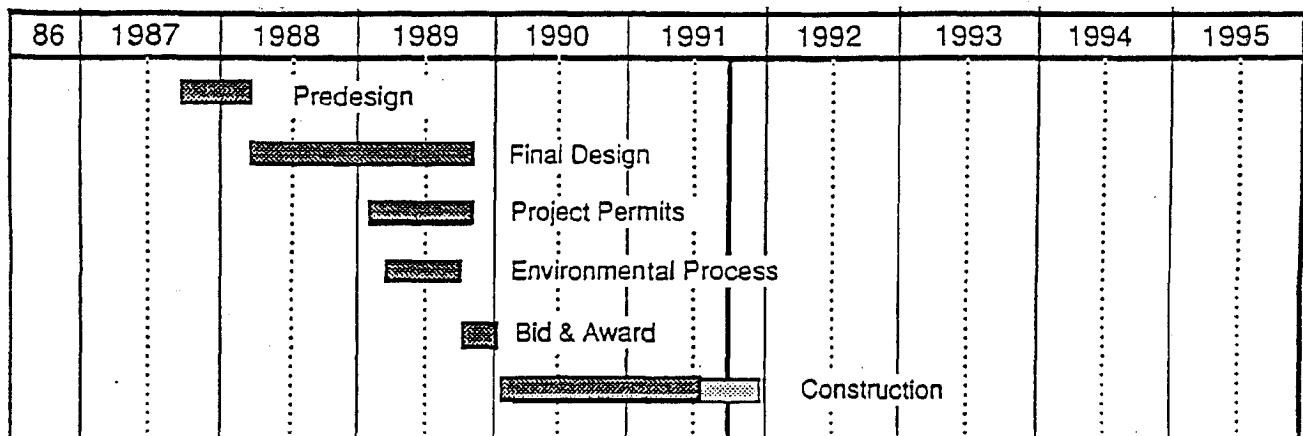 86 1987 1988 1989 1990 1991 1992 1993 1994 1995
Predesign
Final Design
Project Permits
Environmental Process
Bid & Award
Construction